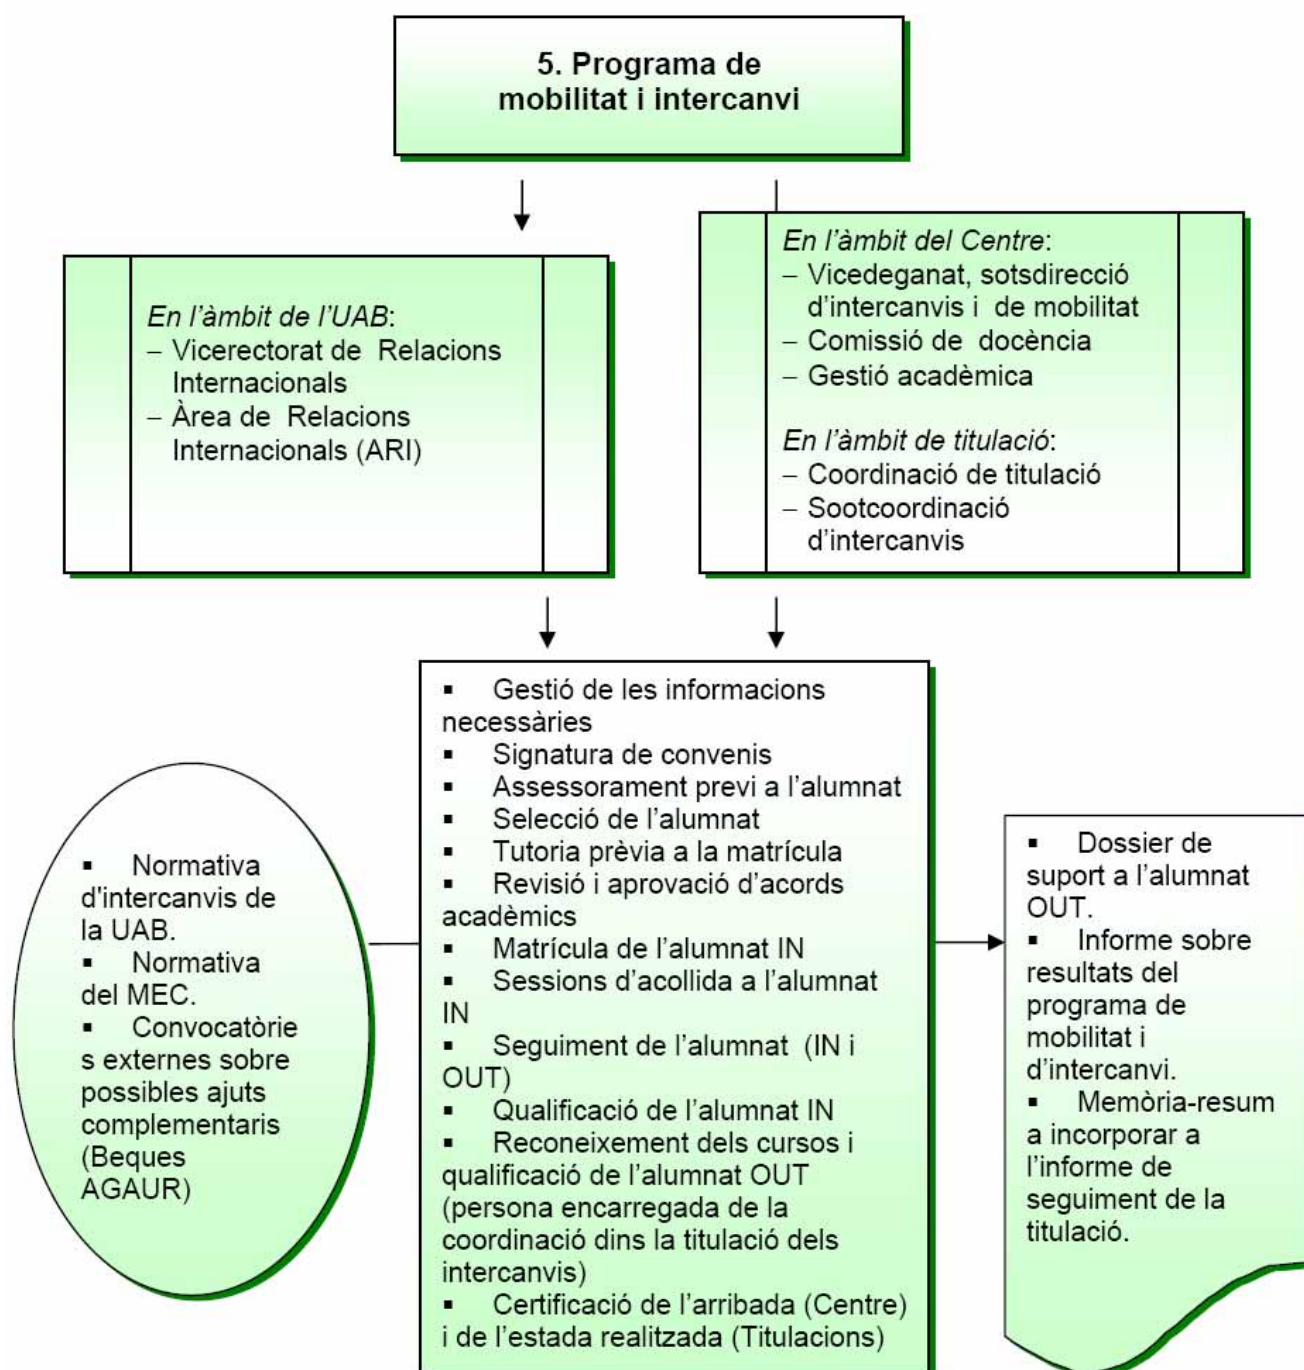 5. Programa de
mobilitat i intercanvi
En l’àmbit de l’UAB:
– Vicerectorat de Relacions
Internacionals
– Àrea de Relacions
Internacionals (ARI)
En l’àmbit del Centre:
– Vicedeganat, sotsdirecció
d’intercanvis i de mobilitat
– Comissió de docència
– Gestió acadèmica
En l’àmbit de titulació:
– Coordinació de titulació
– Sootcoordinació
d’intercanvis
▪ Normativa
d'intercanvis de
la UAB.
▪ Normativa
del MEC.
▪ Convocatòrie
s externes sobre
possibles ajuts
complementaris
(Beques
AGAUR)
▪ Gestió de les informacions
necessàries
▪ Signatura de convenis
▪ Assessorament previ a l’alumnat
▪ Selecció de l’alumnat
▪ Tutoria prèvia a la matrícula
▪ Revisió i aprovació d’acords
acadèmics
▪ Matrícula de l’alumnat IN
▪ Sessions d’acollida a l’alumnat
IN
▪ Seguiment de l’alumnat (IN i
OUT)
▪ Qualificació de l’alumnat IN
▪ Reconeixement dels cursos i
qualificació de l’alumnat OUT
(persona encarregada de la
coordinació dins la titulació dels
intercanvis)
▪ Certificació de l’arribada (Centre)
i de l’estada realitzada (Titulacions)
▪ Dossier de
suport a l’alumnat
OUT.
▪ Informe sobre
resultats del
programa de
mobilitat i
d’intercanvi.
▪ Memòria-resum
a incorporar a
l’informe de
seguiment de la
titulació.